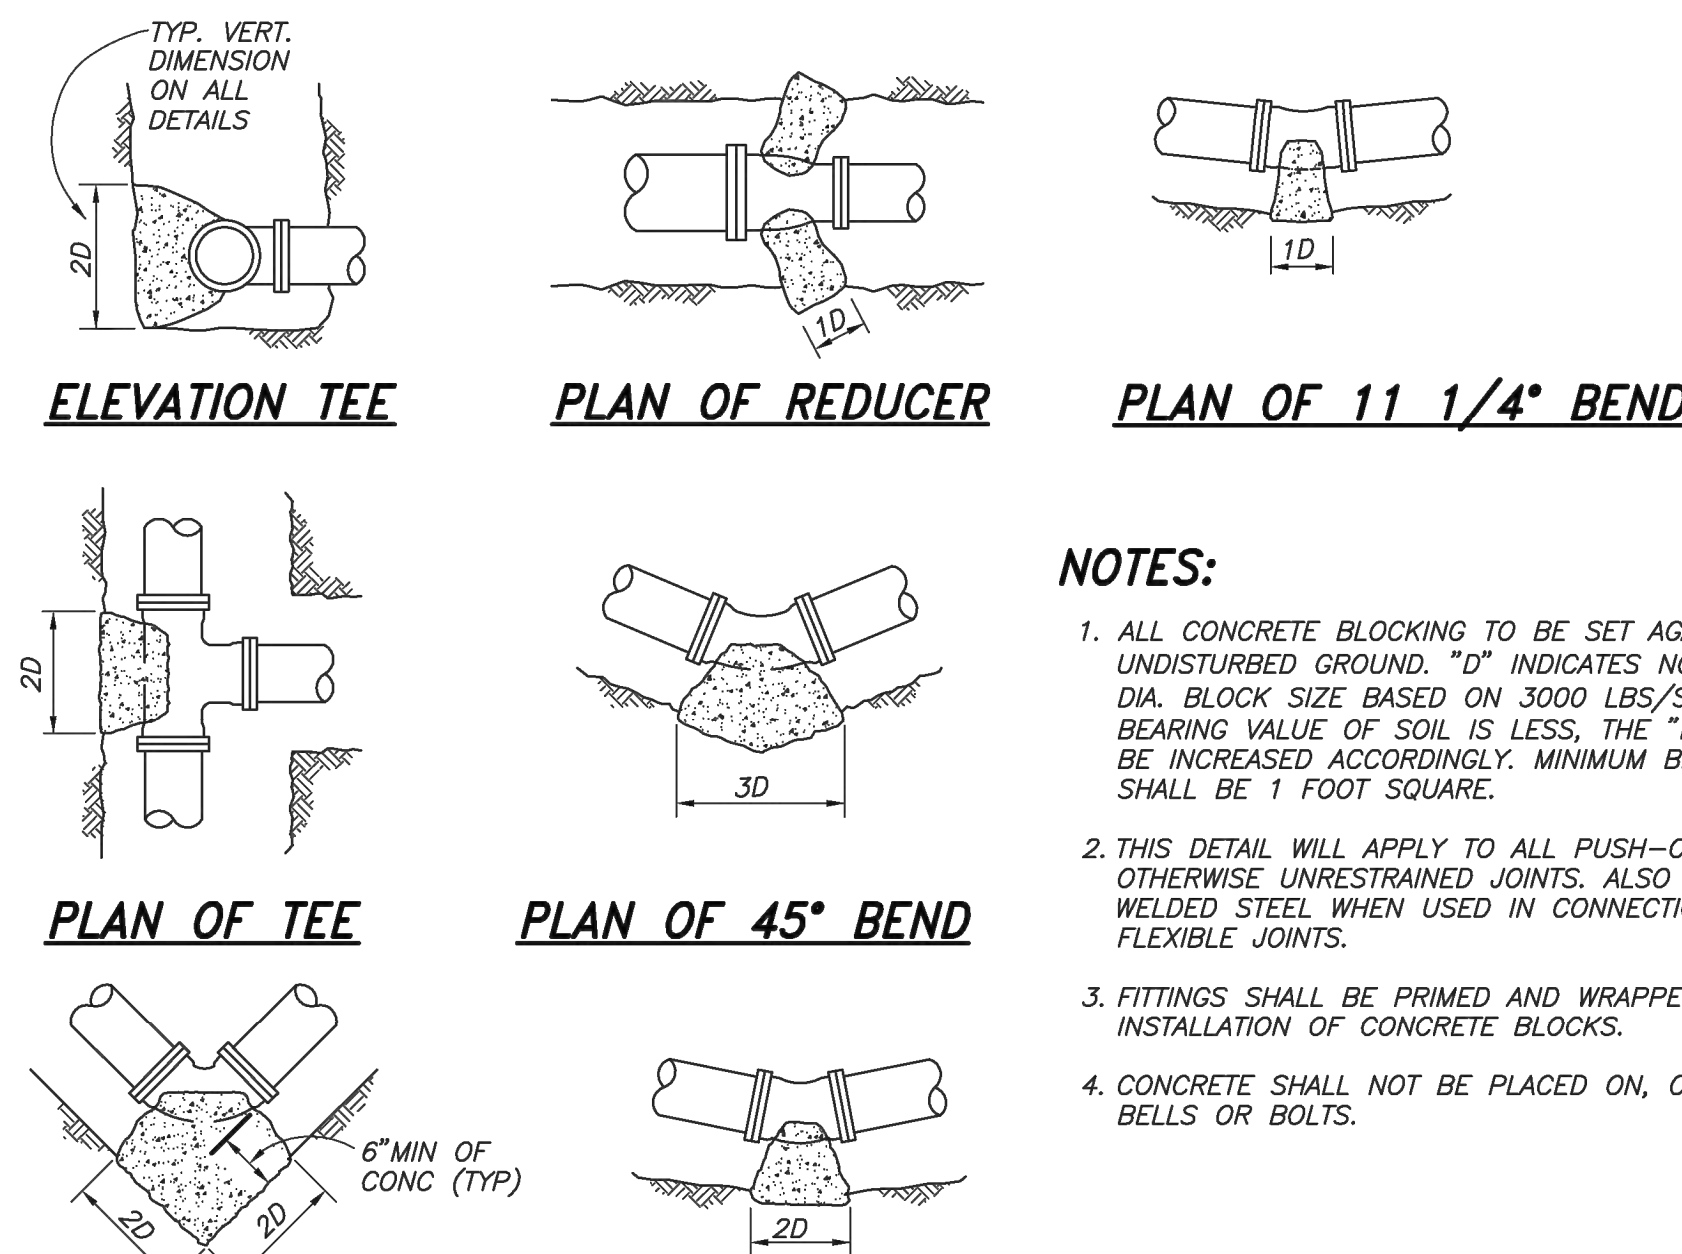 TYP. VERT.
DIMENSION
ON ALL
DETAILS
2D
ELEVATION TEE
1D
PLAN OF REDUCER
1D
PLAN OF 11 1/4° BEND
2D
PLAN OF TEE
3D
PLAN OF 45° BEND
6"MIN OF
CONC (TYP)
2D
2D
2D
NOTES:
1. ALL CONCRETE BLOCKING TO BE SET
UNDISTURBED GROUND. "D" INDICATES
DIA. BLOCK SIZE BASED ON 3000 LBS/S
BEARING VALUE OF SOIL IS LESS, THE
BE INCREASED ACCORDINGLY. MINIMUM
SHALL BE 1 FOOT SQUARE.
2. THIS DETAIL WILL APPLY TO ALL
OTHERWISE UNRESTRAINED JOINTS. ALSO
WELDED STEEL WHEN USED IN
FLEXIBLE JOINTS.
3. FITTINGS SHALL BE PRIMED AND WRAPPE
INSTALLATION OF CONCRETE BLOCKS.
4. CONCRETE SHALL NOT BE PLACED ON,
BELLS OR BOLTS.